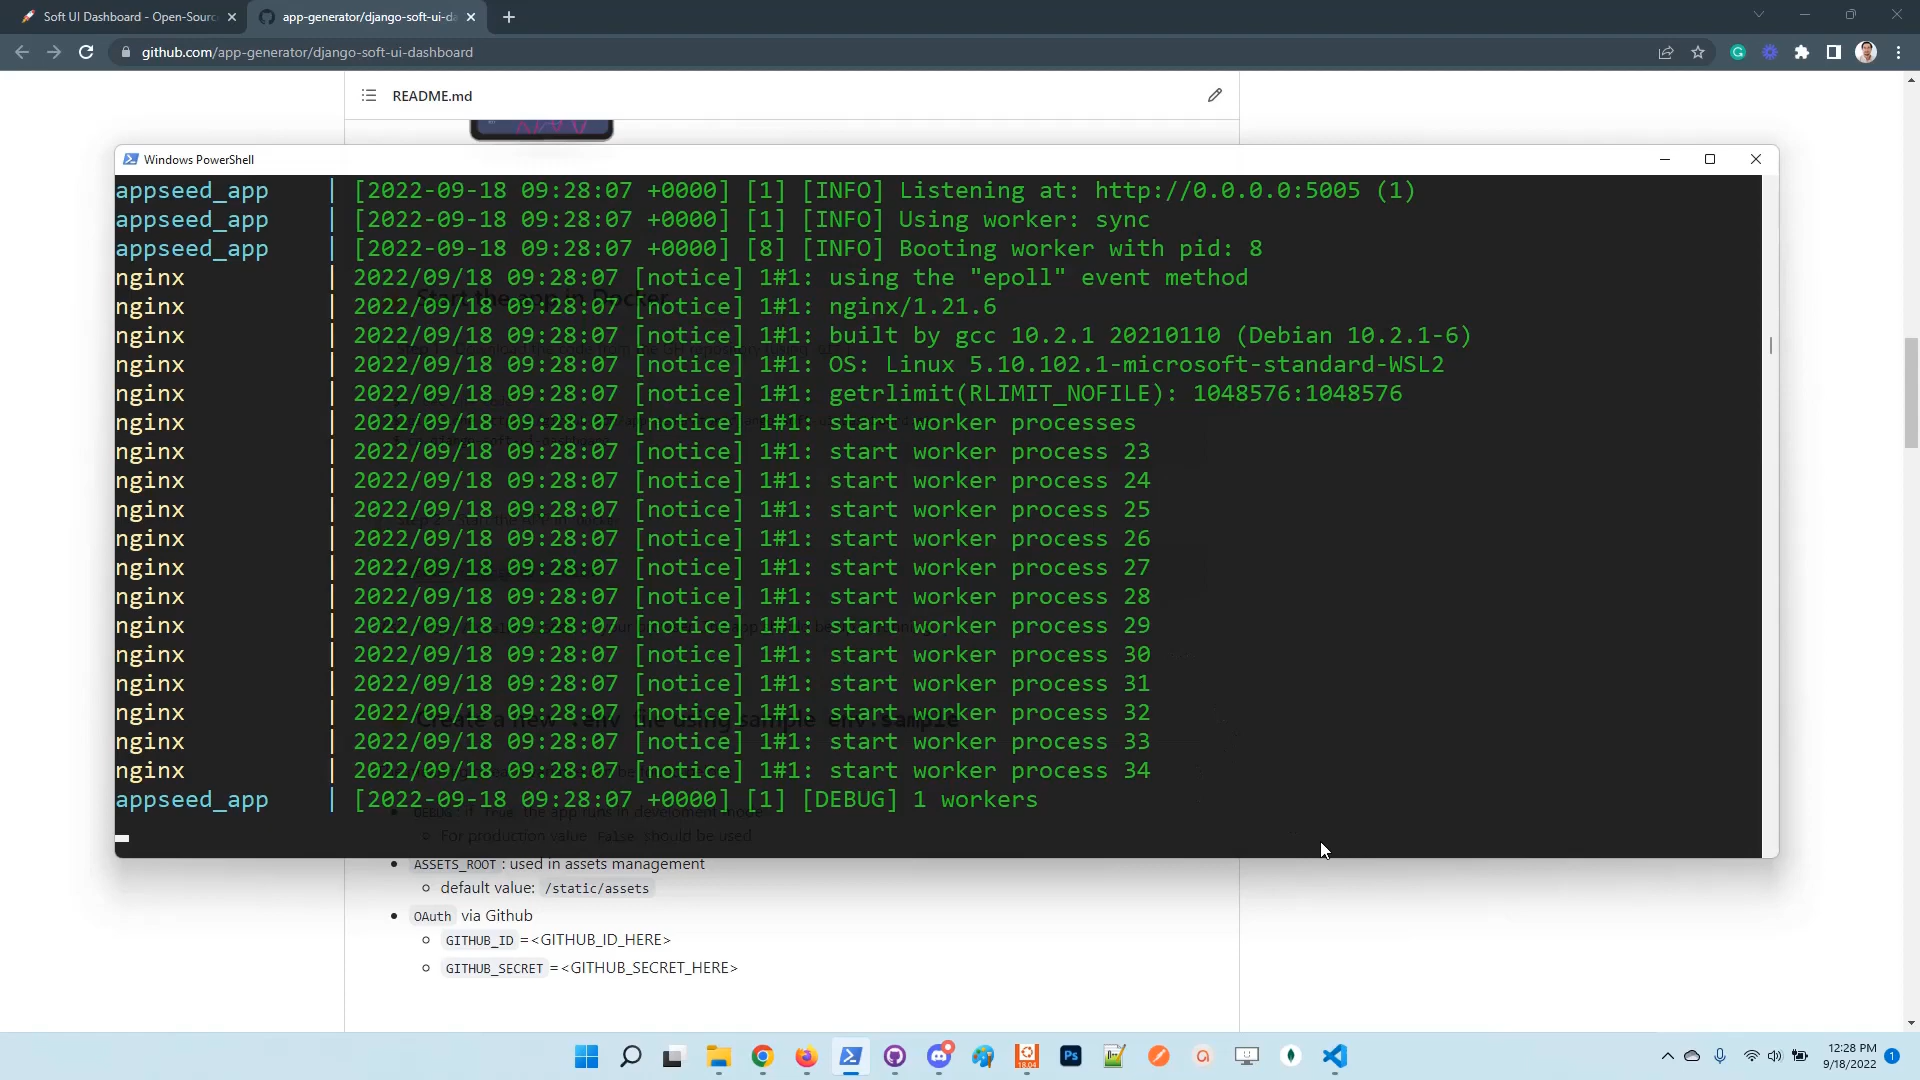 Soft UI Dashboard - Open-Sourc
app-generator/django-soft-ui-da
github.com/app-generator/django-soft-ui-dashboard
README.md
Windows PowerShell
appseed_app | [2022-09-18 09:28:07 +0000] [1] [INFO] Listening at: http://0.0.0.0:5005 (1)
appseed_app | [2022-09-18 09:28:07 +0000] [1] [INFO] Using worker: sync
appseed_app | [2022-09-18 09:28:07 +0000] [8] [INFO] Booting worker with pid: 8
nginx | 2022/09/18 09:28:07 [notice] 1#1: using the "epoll" event method
nginx | 2022/09/18 09:28:07 [notice] 1#1: nginx/1.21.6
nginx | 2022/09/18 09:28:07 [notice] 1#1: built by gcc 10.2.1 20210110 (Debian 10.2.1-6)
nginx | 2022/09/18 09:28:07 [notice] 1#1: OS: Linux 5.10.102.1-microsoft-standard-WSL2
nginx | 2022/09/18 09:28:07 [notice] 1#1: getrlimit(RLIMIT_NOFILE): 1048576:1048576
nginx | 2022/09/18 09:28:07 [notice] 1#1: start worker processes
nginx | 2022/09/18 09:28:07 [notice] 1#1: start worker process 23
nginx | 2022/09/18 09:28:07 [notice] 1#1: start worker process 24
nginx | 2022/09/18 09:28:07 [notice] 1#1: start worker process 25
nginx | 2022/09/18 09:28:07 [notice] 1#1: start worker process 26
nginx | 2022/09/18 09:28:07 [notice] 1#1: start worker process 27
nginx | 2022/09/18 09:28:07 [notice] 1#1: start worker process 28
nginx | 2022/09/18 09:28:07 [notice] 1#1: start worker process 29
nginx | 2022/09/18 09:28:07 [notice] 1#1: start worker process 30
nginx | 2022/09/18 09:28:07 [notice] 1#1: start worker process 31
nginx | 2022/09/18 09:28:07 [notice] 1#1: start worker process 32
nginx | 2022/09/18 09:28:07 [notice] 1#1: start worker process 33
nginx | 2022/09/18 09:28:07 [notice] 1#1: start worker process 34
appseed_app | [2022-09-18 09:28:07 +0000] [1] [DEBUG] 1 workers
For production value False should be used
ASSETS_ROOT : used in assets management
default value: /static/assets
OAuth via Github
GITHUB_ID =<GITHUB_ID_HERE>
GITHUB_SECRET =<GITHUB_SECRET_HERE>
Ps
18.04
12:28 PM
9/18/2022
1